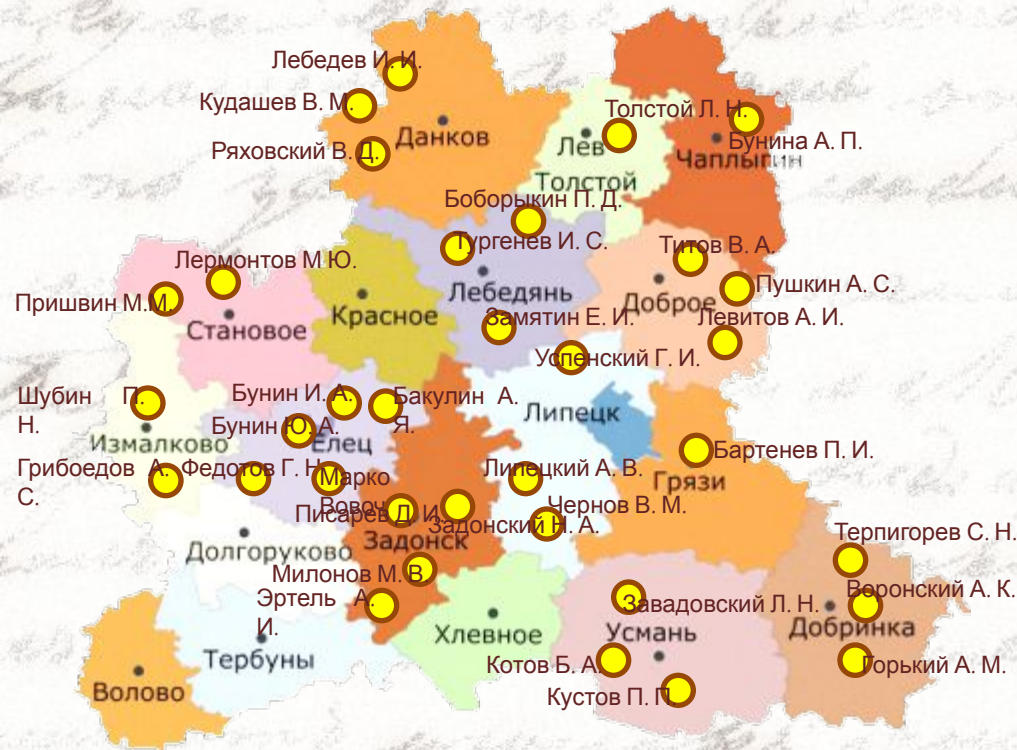 Лебедев И. И.
Кудашев В. М.
Толстой Л. Н.
Данков
Бунина А. П.
Ряховский В. Д.
Лев
Толстой
Чаплыгин
Боборыкин П. Д.
Тургенев И. С.
Титов В. А.
Лермонтов М.Ю.
Пушкин А. С.
Пришвин М.М.
Лебедянь
Доброе
Становое
Красное
Замятин Е. И.
Левитов А. И.
Успенский Г. И.
Шубин П.
Н.
Бунин И. А.
Бакулин А.
Я.
Липецк
Бунин Ю. А.
Измалково
Елец
Бартенев П. И.
Грибоедов А.
С.
Федотов Г. Н.
Марко
Вовчок
Липецкий А. В.
Грязи
Писарев Д. И.
Задонский Н. А.
Чернов В. М.
Терпигорев С. Н.
Долгоруково
Задонск
Милонов М. В.
Эртель А.
И.
Воронский А. К.
Завадовский Л. Н.
Добринка
Хлевное
Усмань
Тербуны
Котов Б. А.
Горький А. М.
Волово
Кустов П. П.